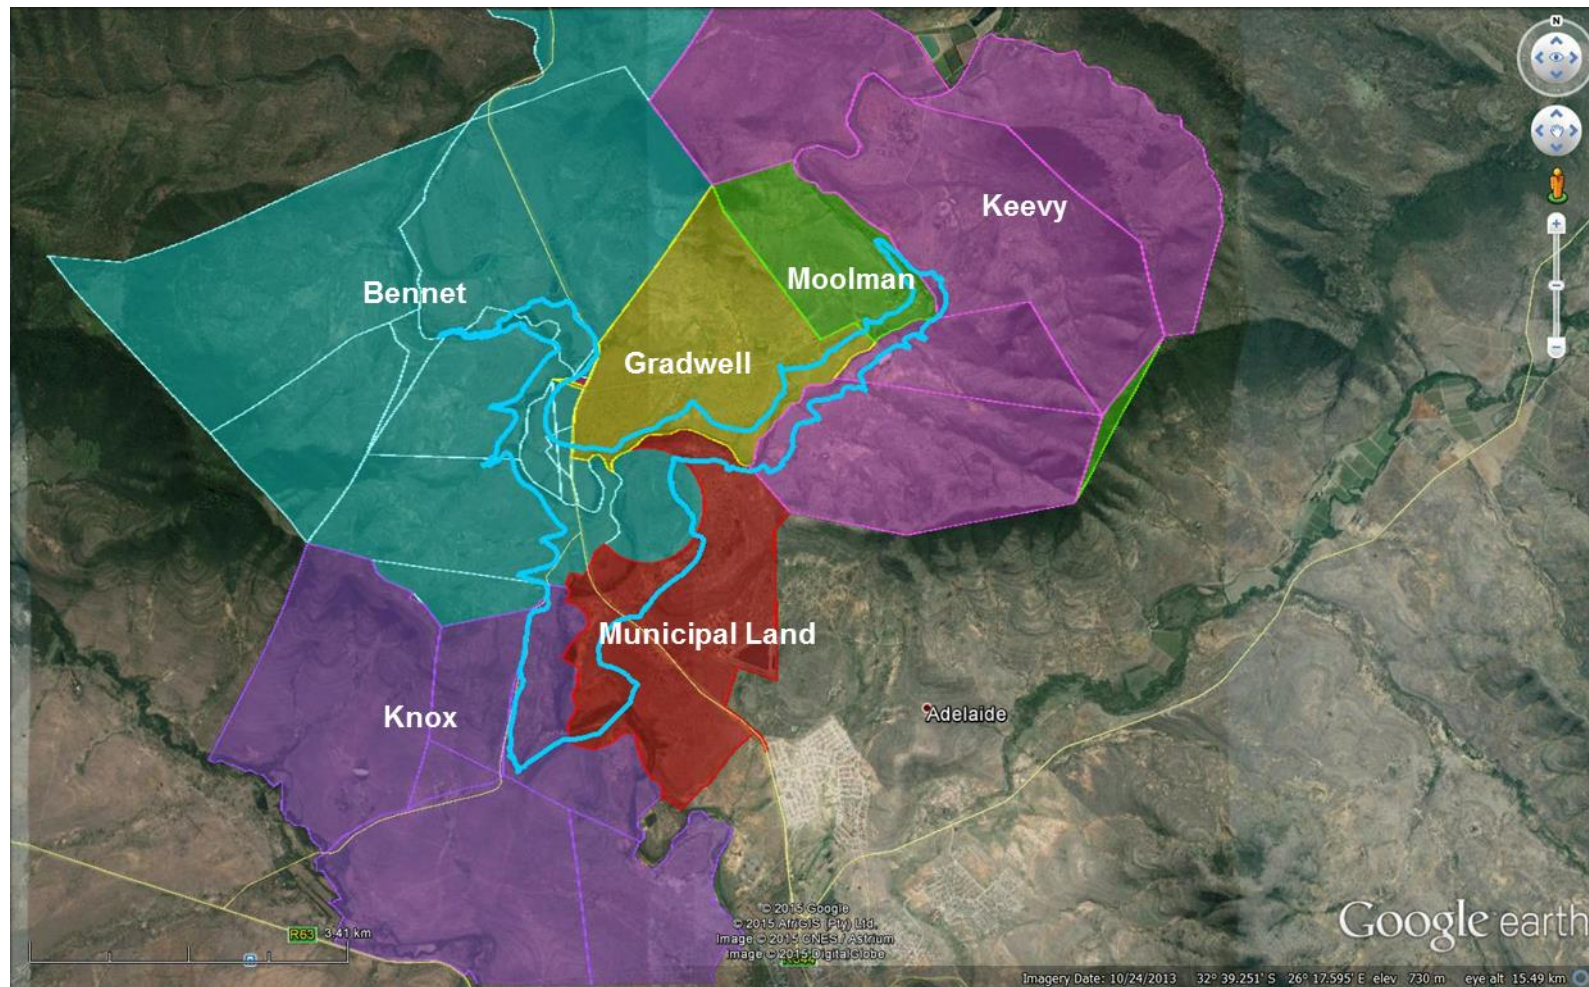 N
Keevy
Moolman
Bennet
Gradwell
Municipal Land
Knox
Adelaide
© 2015 Google
© 2015 AfriGIS (Pty) Ltd.
Image © 2015 CNES / Astrium
Image © 2015 DigitalGlobe
R63 3.41 km
Google earth
Imagery Date: 10/24/2013 32° 39.251' S 26° 17.595' E elev 730 m eye alt 15.49 km